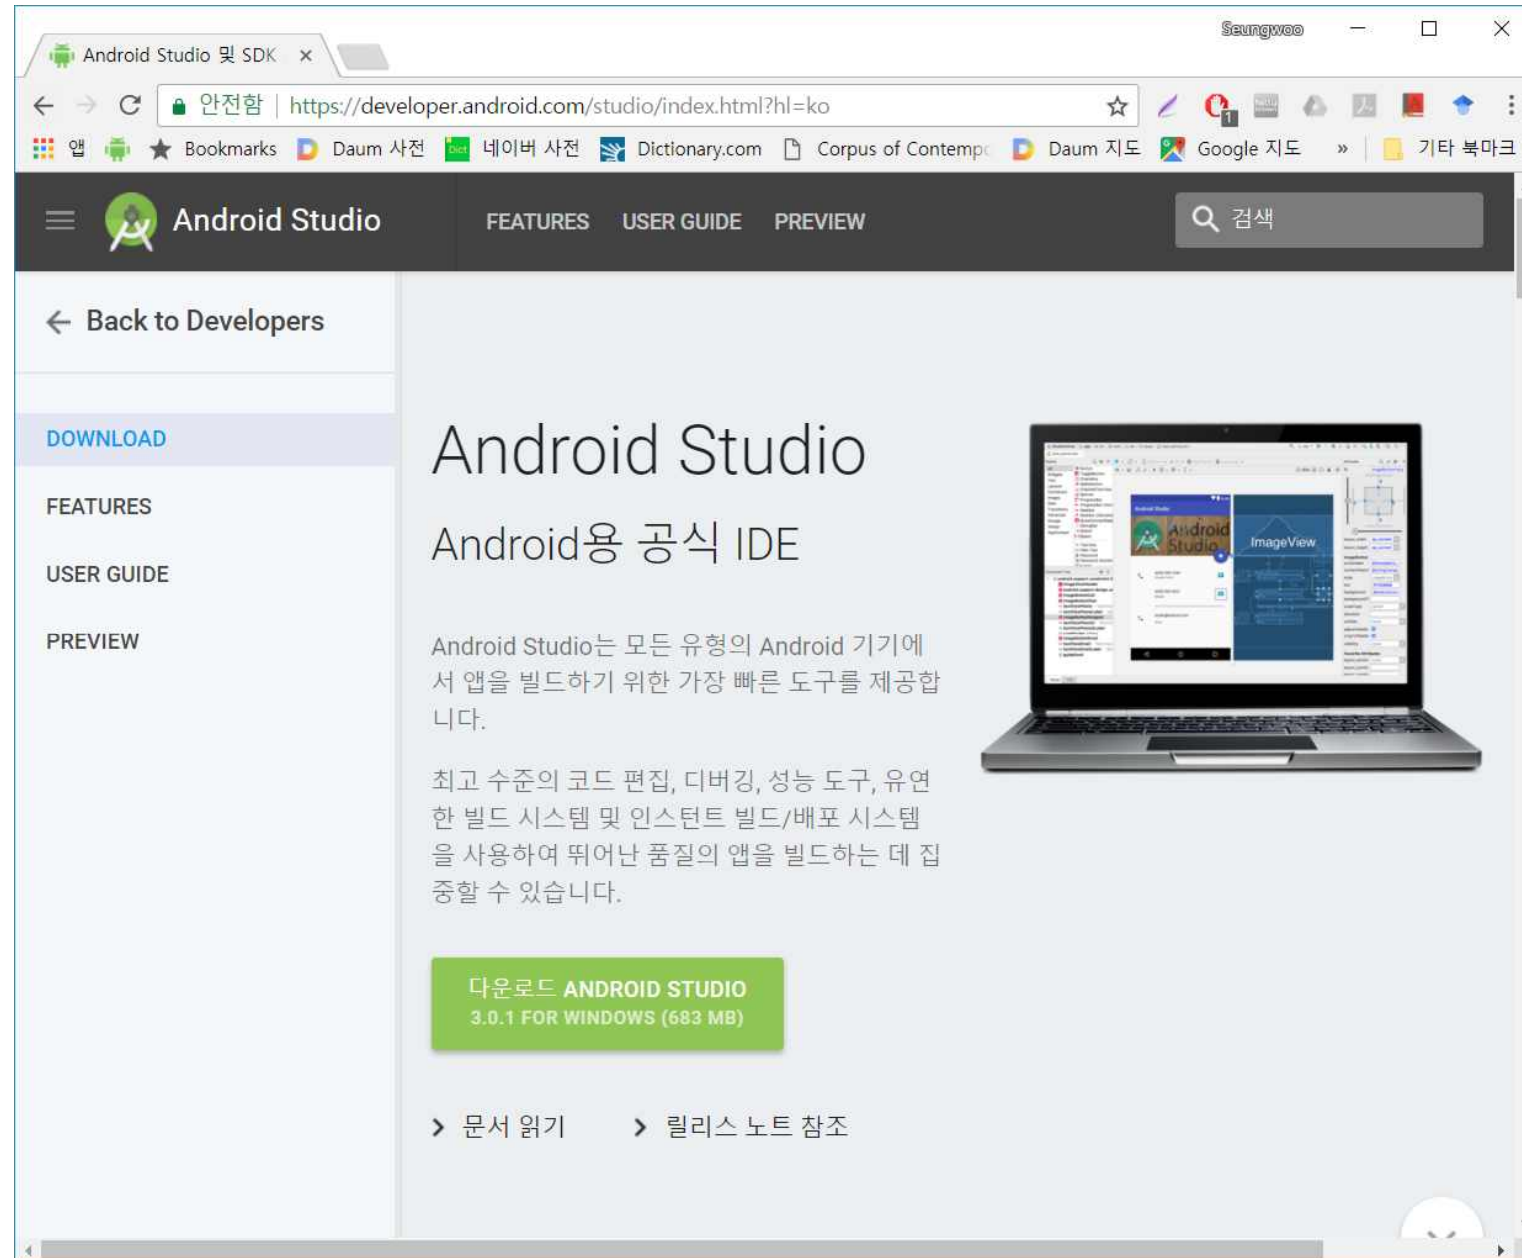 Seungwoo
Android Studio 및 SDK
안전함 | https://developer.android.com/studio/index.html?hl=ko
1
앱 Bookmarks Daum 사전 네이버 사전 Dictionary.com Corpus of Contemp Daum 지도 Google 지도 » 기타 북마크
Android Studio FEATURES USER GUIDE PREVIEW 검색
Back to Developers
DOWNLOAD
FEATURES
USER GUIDE
PREVIEW
Android Studio
Android용 공식 IDE
Android Studio는 모든 유형의 Android 기기에
서 앱을 빌드하기 위한 가장 빠른 도구를 제공합
니다.
최고 수준의 코드 편집, 디버깅, 성능 도구, 유연
한 빌드 시스템 및 인스턴트 빌드/배포 시스템
을 사용하여 뛰어난 품질의 앱을 빌드하는 데 집
중할 수 있습니다.
Android Studio
Android
Studio
ImageView
다운로드 ANDROID STUDIO
3.0.1 FOR WINDOWS (683 MB)
문서 읽기 릴리스 노트 참조